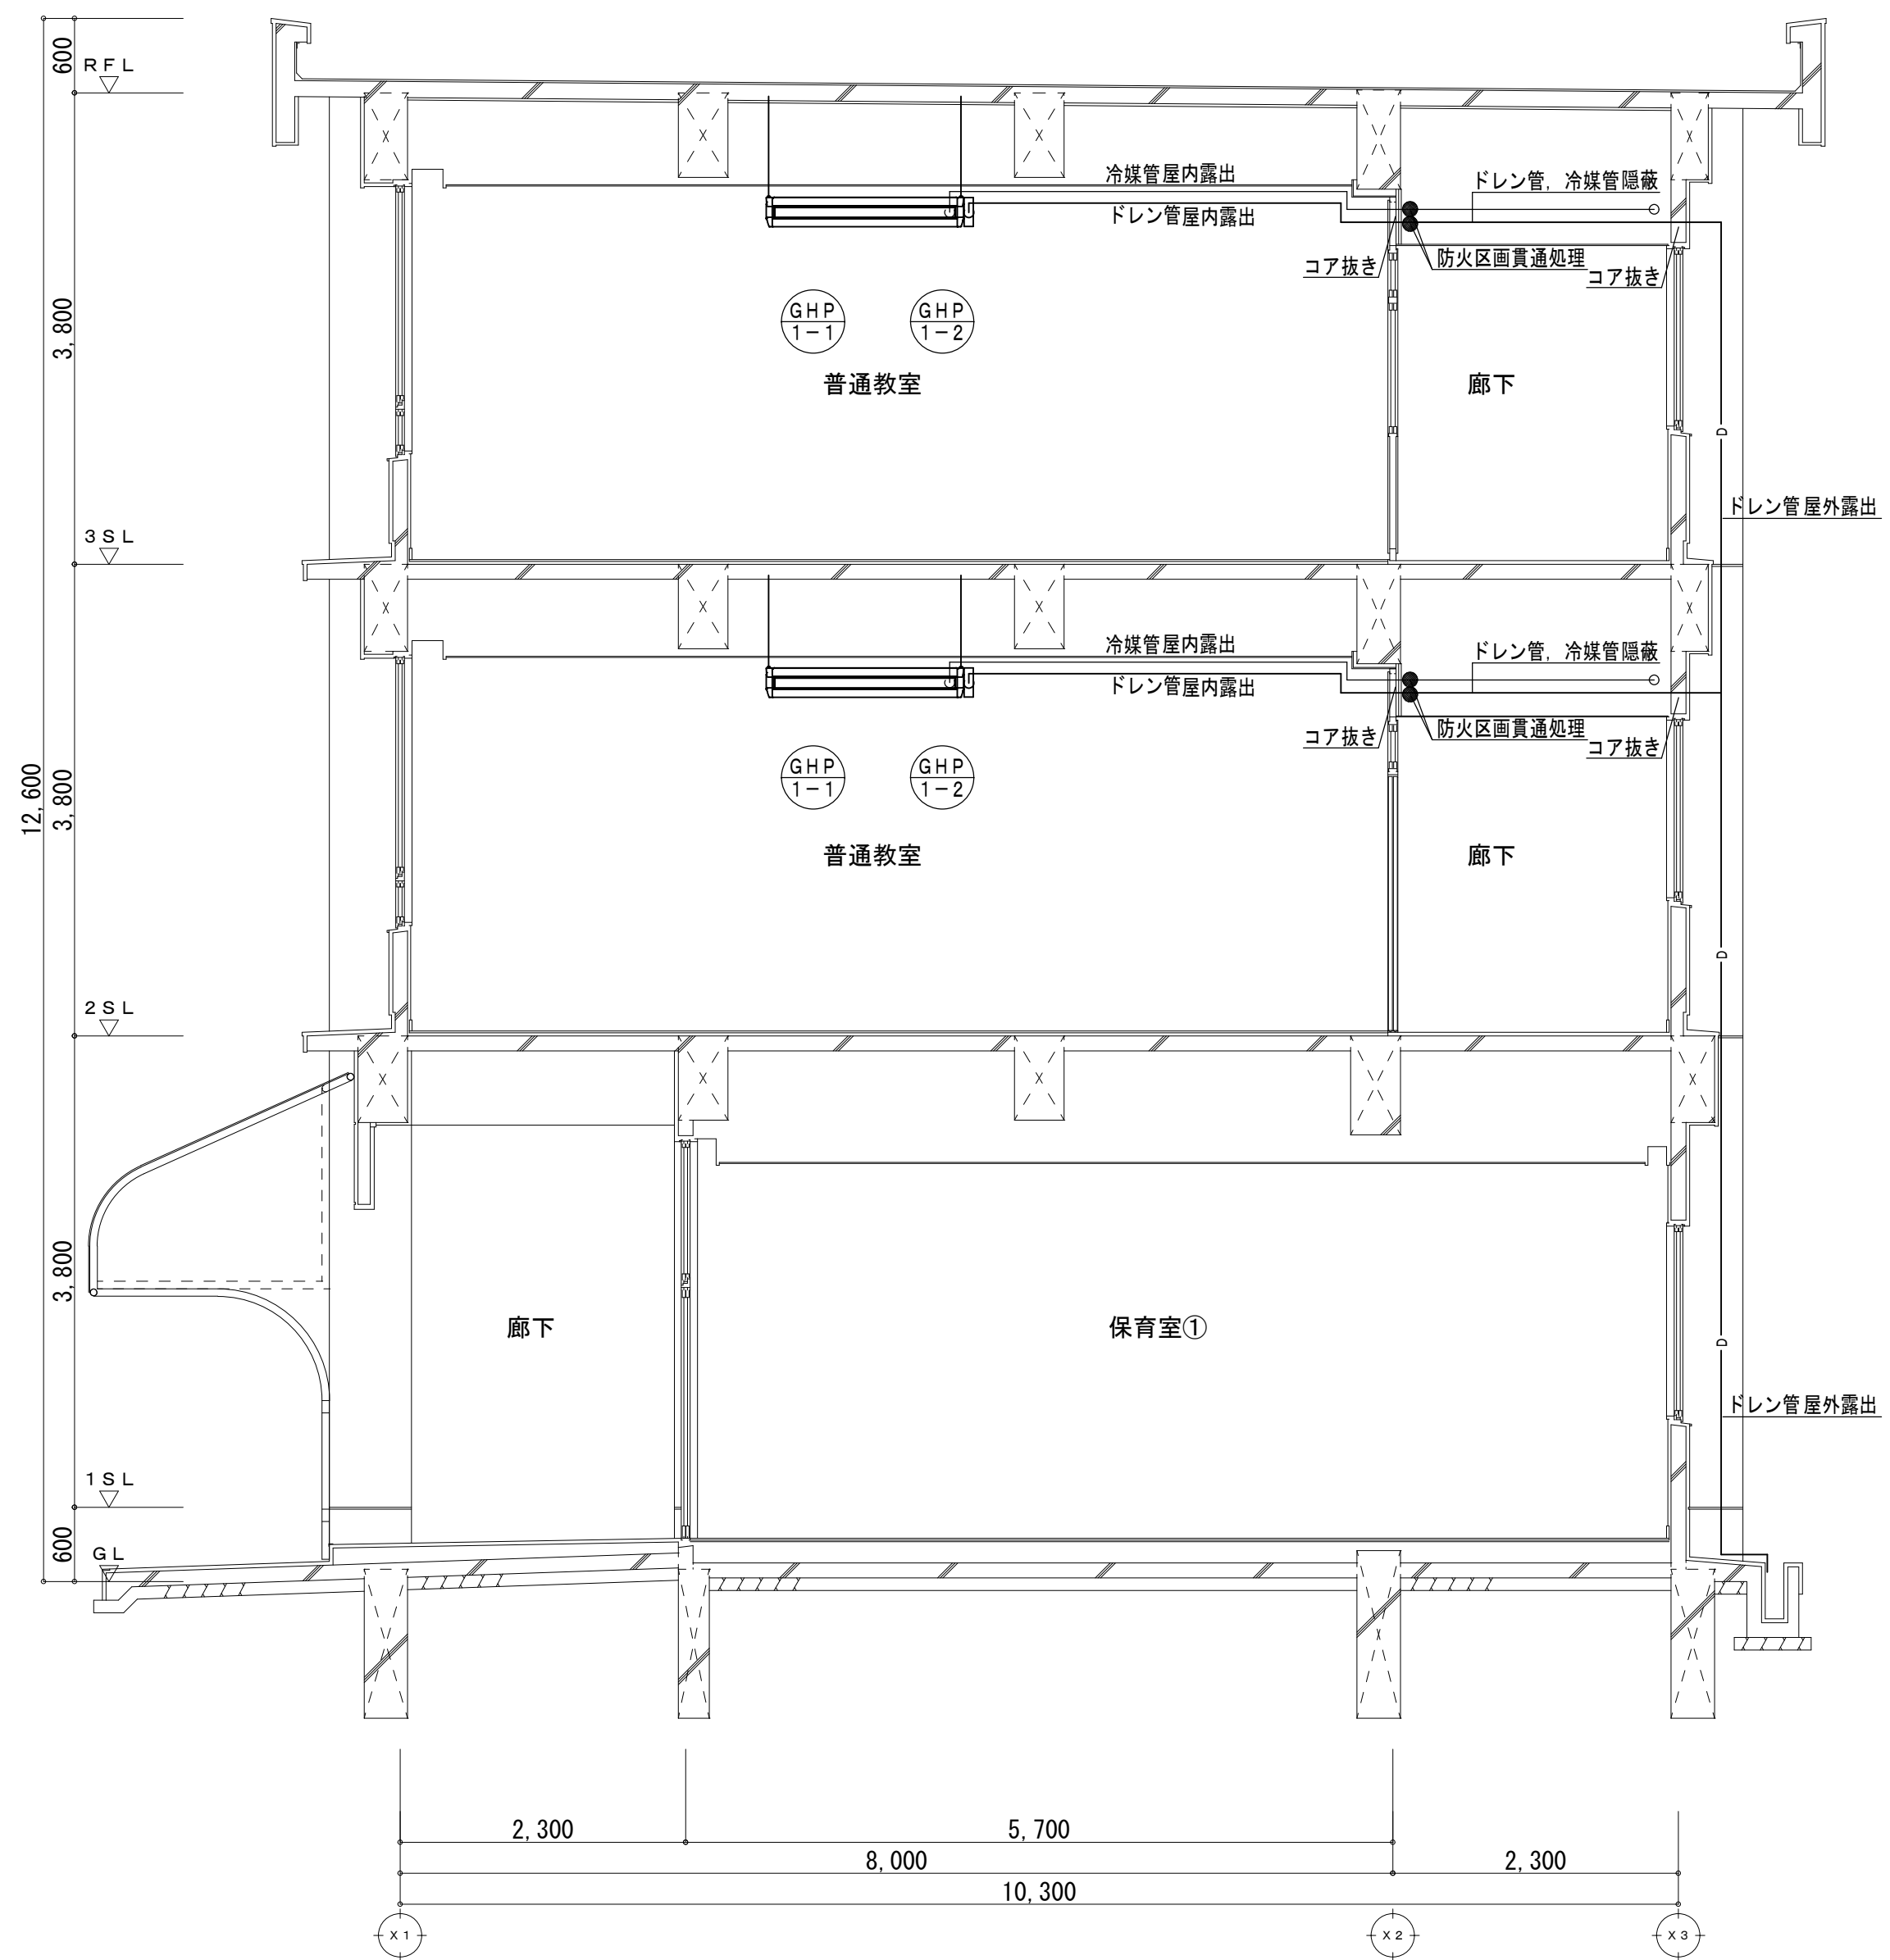 600
RFL
冷媒管屋内露出
ドレン管，冷媒管隠蔽
ドレン管屋内露出
コア抜き
防火区画貫通処理
コア抜き
GHP
1-1
GHP
1-2
3,800
普通教室
廊下
D
ドレン管屋外露出
3SL
冷媒管屋内露出
ドレン管，冷媒管隠蔽
ドレン管屋内露出
コア抜き
防火区画貫通処理
コア抜き
GHP
1-1
GHP
1-2
12,600
3,800
普通教室
廊下
D
2SL
3,800
廊下
保育室①
D
ドレン管屋外露出
1SL
600
GL
2,300
5,700
8,000
2,300
10,300
X1
X2
X3